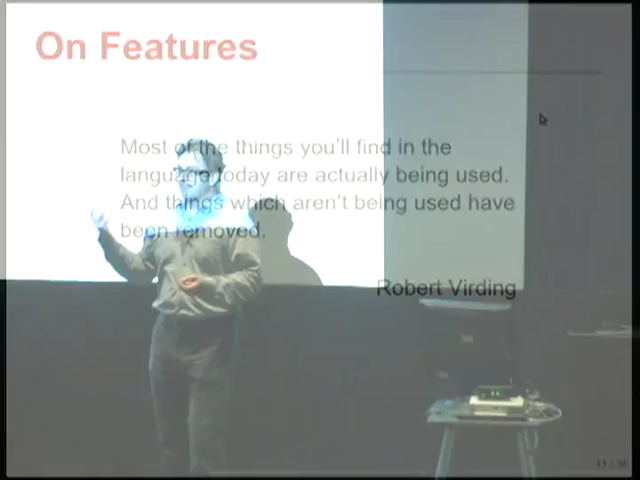 On Features
Most of the things you'll find in the
language today are actually being used.
And things which aren't being used have
been removed.
Robert Virding